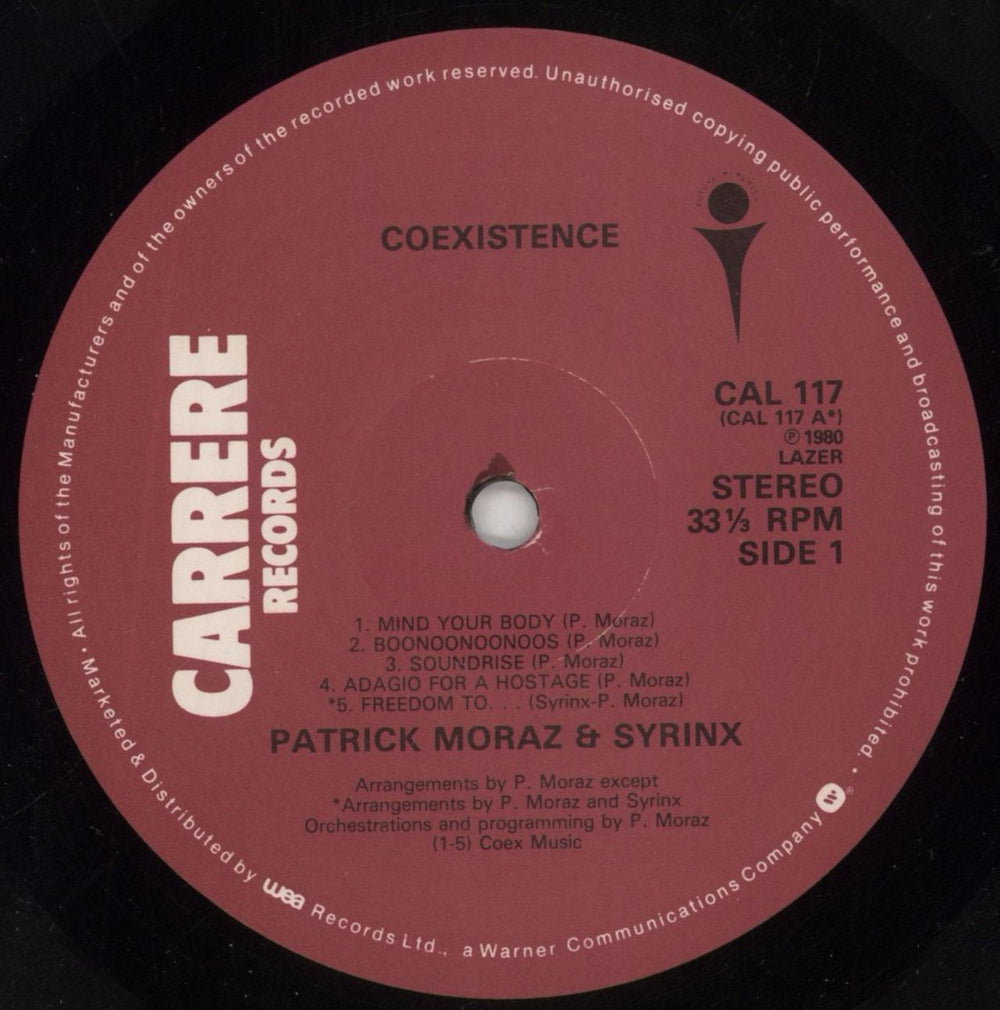 COEXISTENCE
CARRERE
RECORDS
CAL 117
(CAL 117 A*)
℗ 1980
LAZER
STEREO
33 ⅓ RPM
SIDE 1
1. MIND YOUR BODY (P. Moraz)
2. BOONOONOONOOS (P. Moraz)
3. SOUNDRISE (P. Moraz)
4. ADAGIO FOR A HOSTAGE (P. Moraz)
*5. FREEDOM TO. . . (Syrinx-P. Moraz)
PATRICK MORAZ & SYRINX
Arrangements by P. Moraz except
*Arrangements by P. Moraz and Syrinx
Orchestrations and programming by P. Moraz
(1-5) Coex Music
• All rights of the Manufacturers and of the owners of the recorded work reserved. Unauthorised copying public performance and broadcasting of this work prohibited. •
Marketed & Distributed by wea Records Ltd., a Warner Communications Company ®